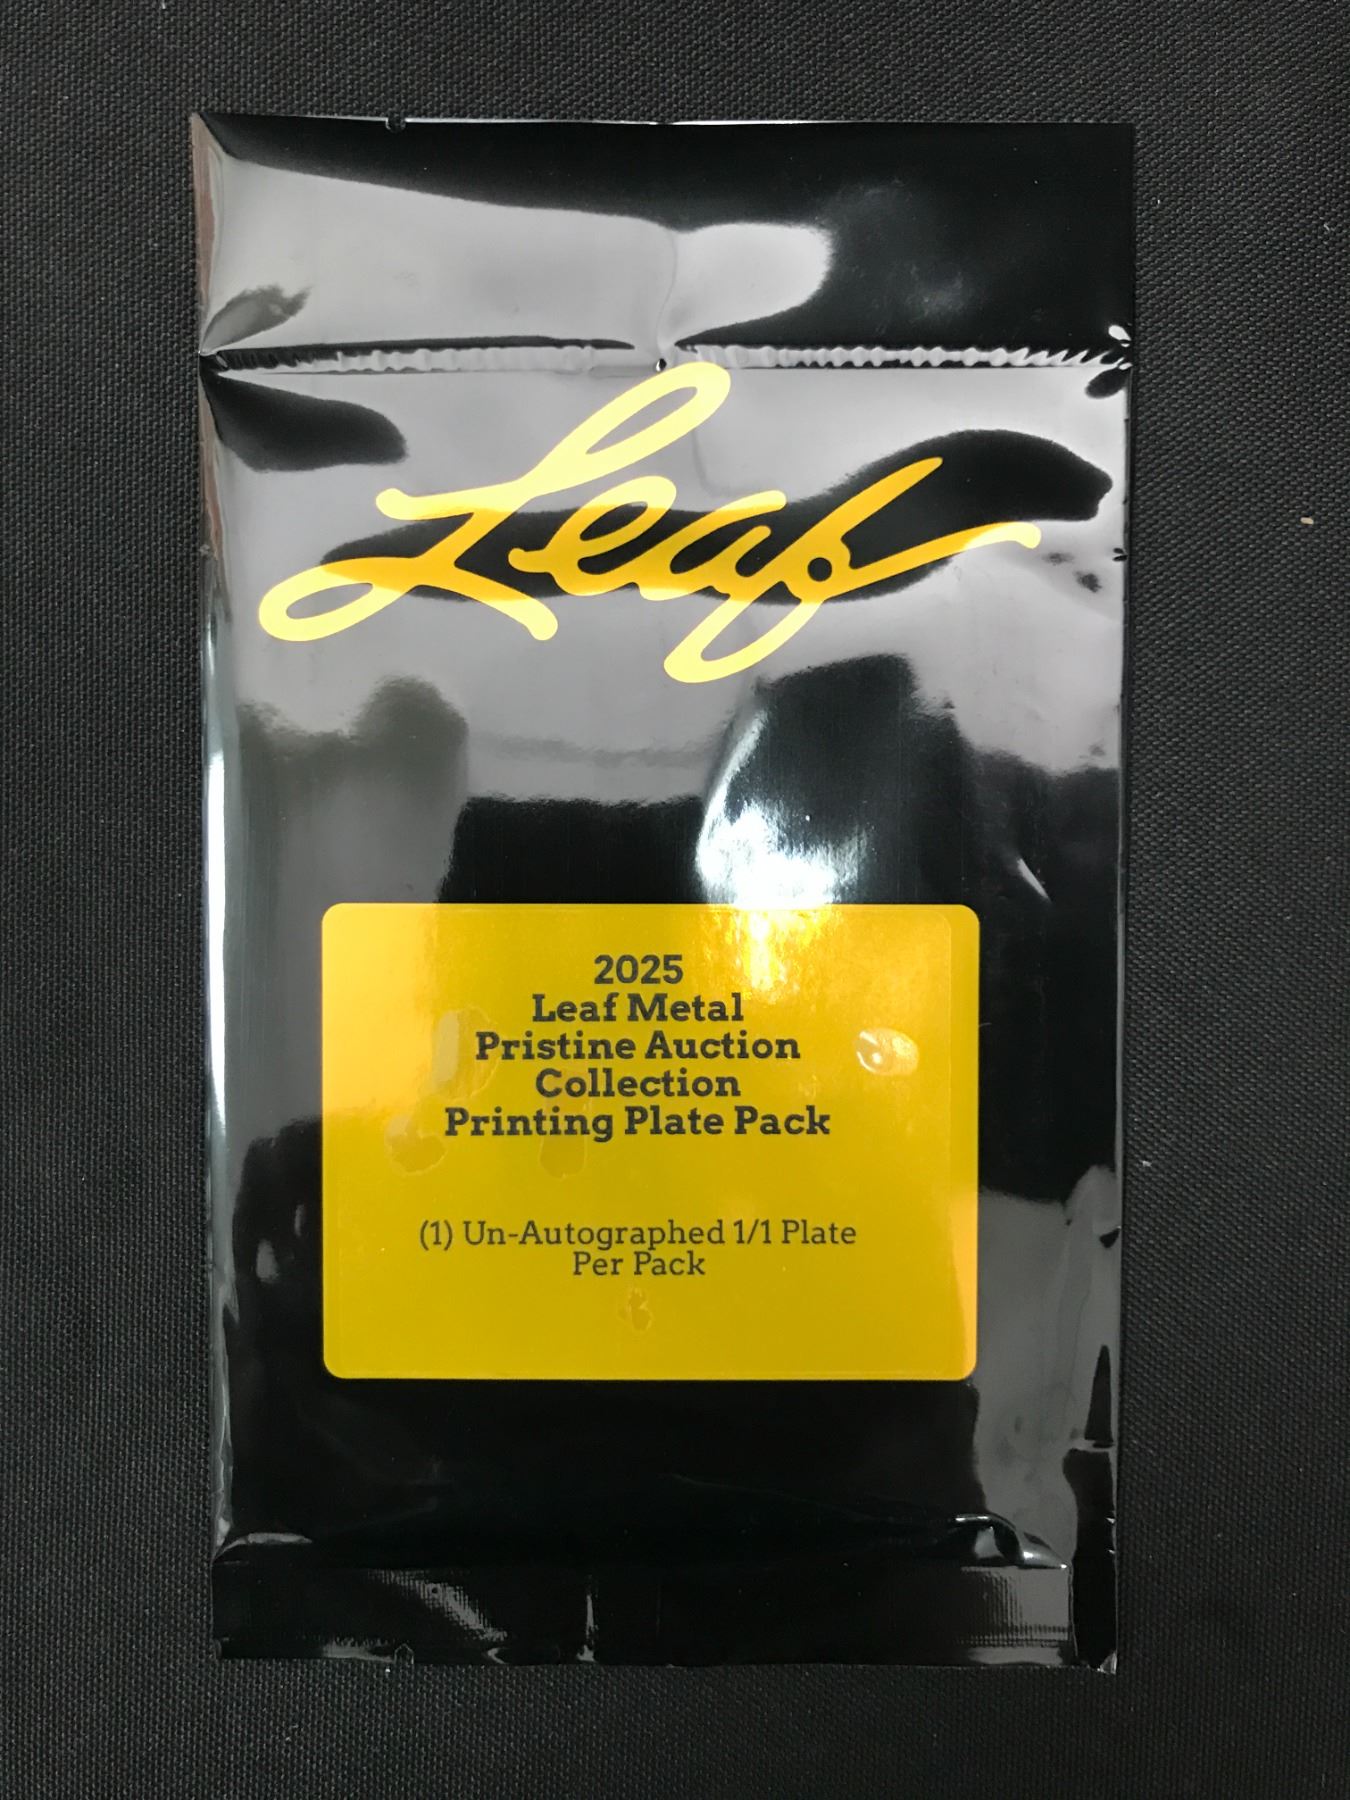 Leaf
2025
Leaf Metal
Pristine Auction
Collection
Printing Plate Pack
(1) Un-Autographed 1/1 Plate
Per Pack